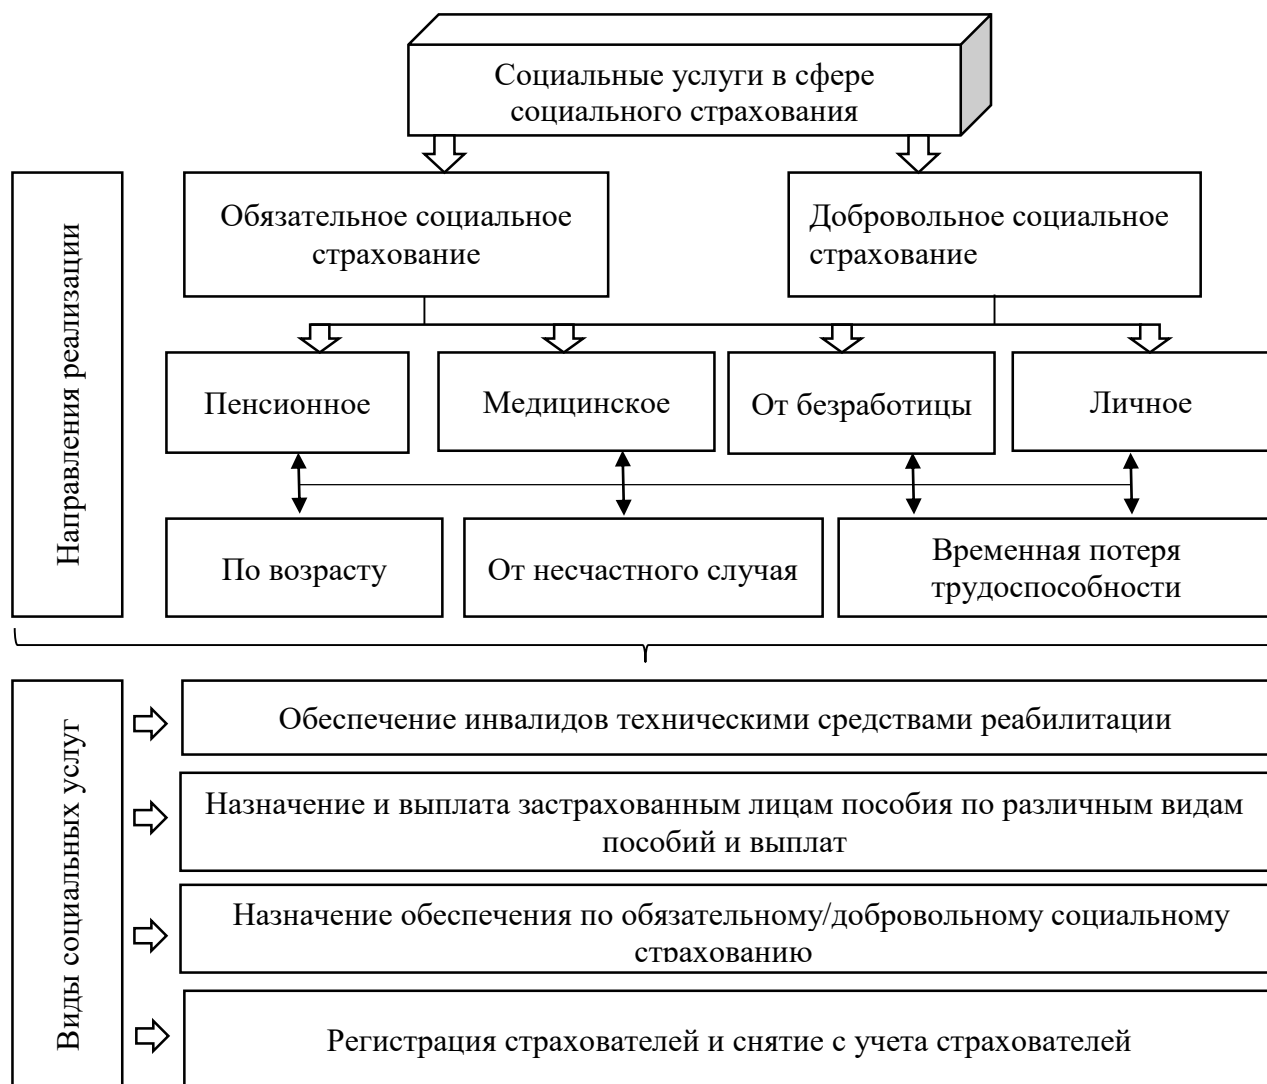 Социальные услуги в сфере
социального страхования
Направления реализации
Обязательное социальное
страхование
Добровольное социальное
страхование
Пенсионное
Медицинское
От безработицы
Личное
По возрасту
От несчастного случая
Временная потеря
трудоспособности
Виды социальных услуг
Обеспечение инвалидов техническими средствами реабилитации
Назначение и выплата застрахованным лицам пособия по различным видам
пособий и выплат
Назначение обеспечения по обязательному/добровольному социальному
страхованию
Регистрация страхователей и снятие с учета страхователей